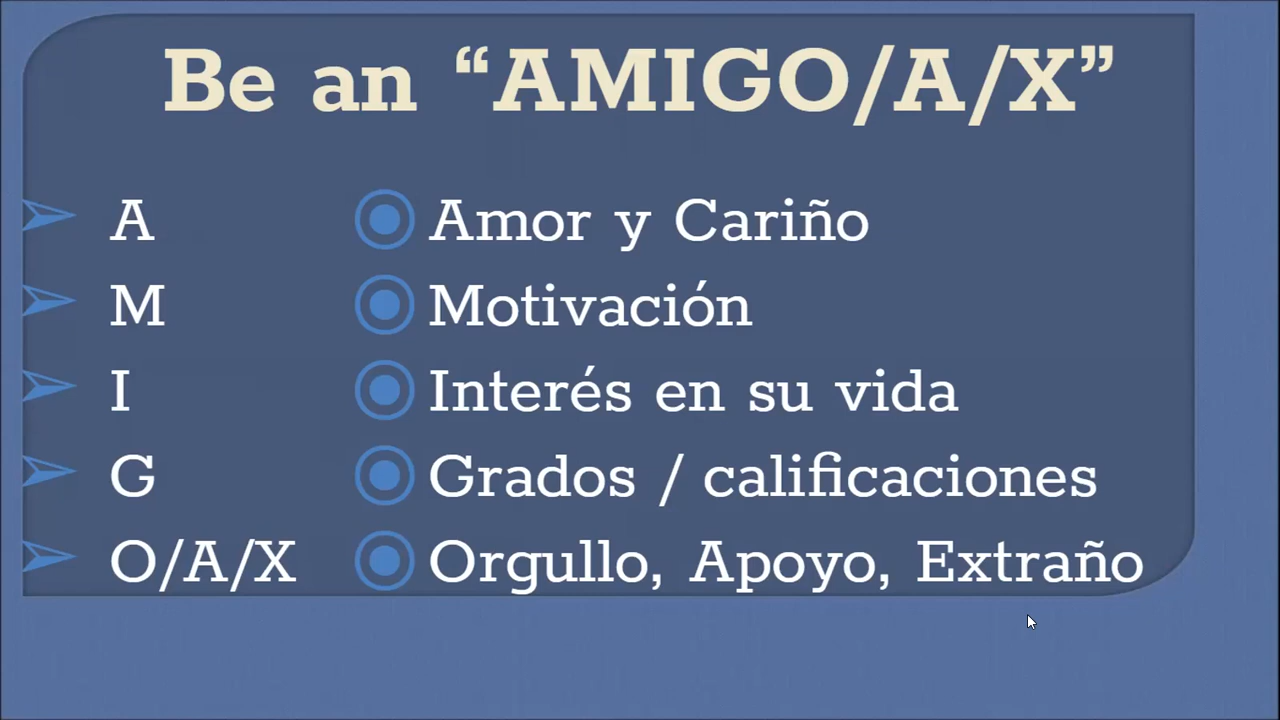 Be an “AMIGO/A/X”
A Amor y Cariño
M Motivación
I Interés en su vida
G Grados / calificaciones
O/A/X Orgullo, Apoyo, Extraño